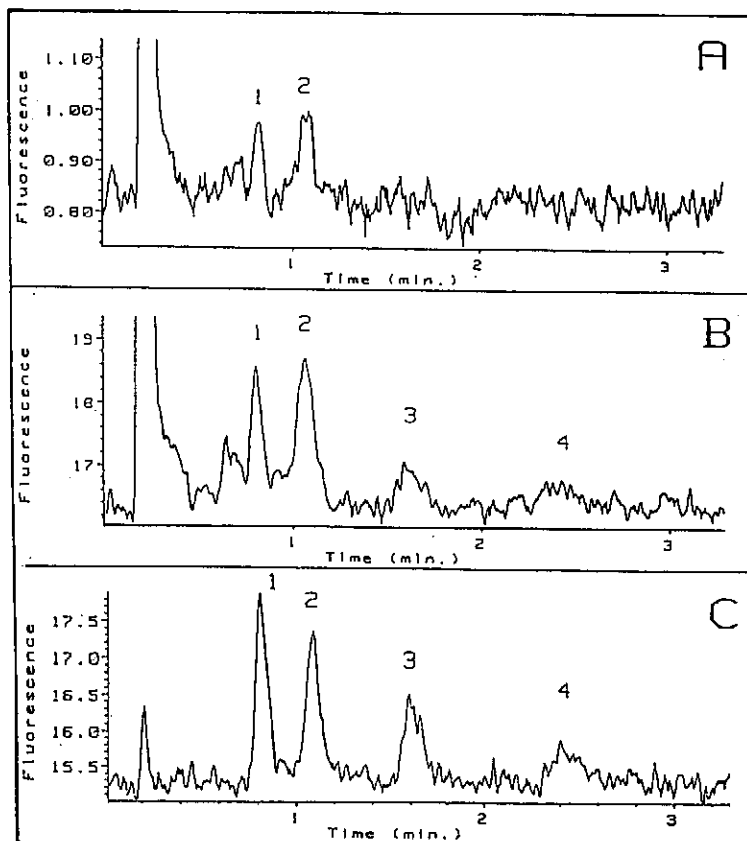 A
1.10
1.00
0.90
0.80
Fluorescence
1 2
1 2 3
Time (min.)
B
19
18
17
Fluorescence
1 2 3 4
1 2 3
Time (min.)
C
17.5
17.0
16.5
16.0
15.5
Fluorescence
1 2 3 4
1 2 3
Time (min.)